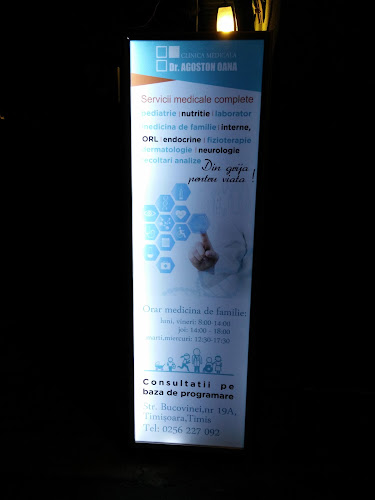 CLINICA MEDICALA
Dr. AGOSTON OANA
Servicii medicale complete
pediatrie | nutritie | laborator
medicina de familie | interne,
ORL | endocrine | fizioterapie
dermatologie | neurologie
recoltari analize
Din grija
pentru viata !
Orar medicina de familie:
luni, vineri: 8:00-14:00
joi: 14:00 - 18:00
marti,miercuri: 12:30-17:30
Consultatii pe
baza de programare
Str. Bucovinei,nr 19A,
Timișoara,Timis
Tel: 0256 227 092